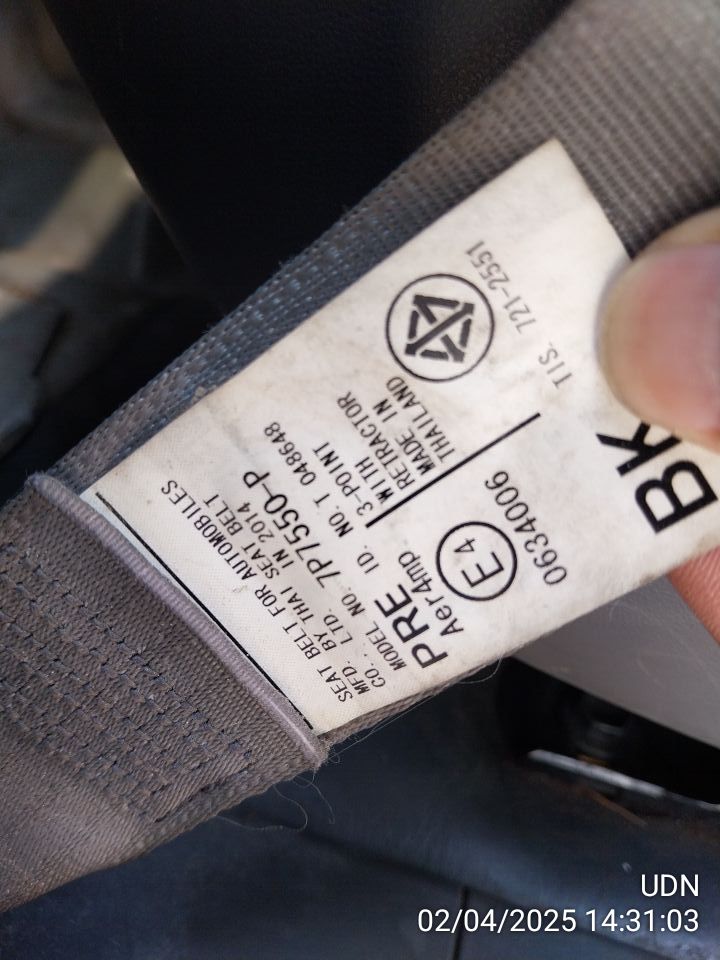 SEAT BELT FOR AUTOMOBILES
MFD. BY THAI SEAT BELT
CO., LTD. IN 2014
MODEL NO. 7P7550-P
PRE ID. NO. T 048648
Aer4mp
3-POINT
WITH
RETRACTOR
MADE IN
THAILAND
E4
0634006
TIS. 721-2551
BK
UDN
02/04/2025 14:31:03